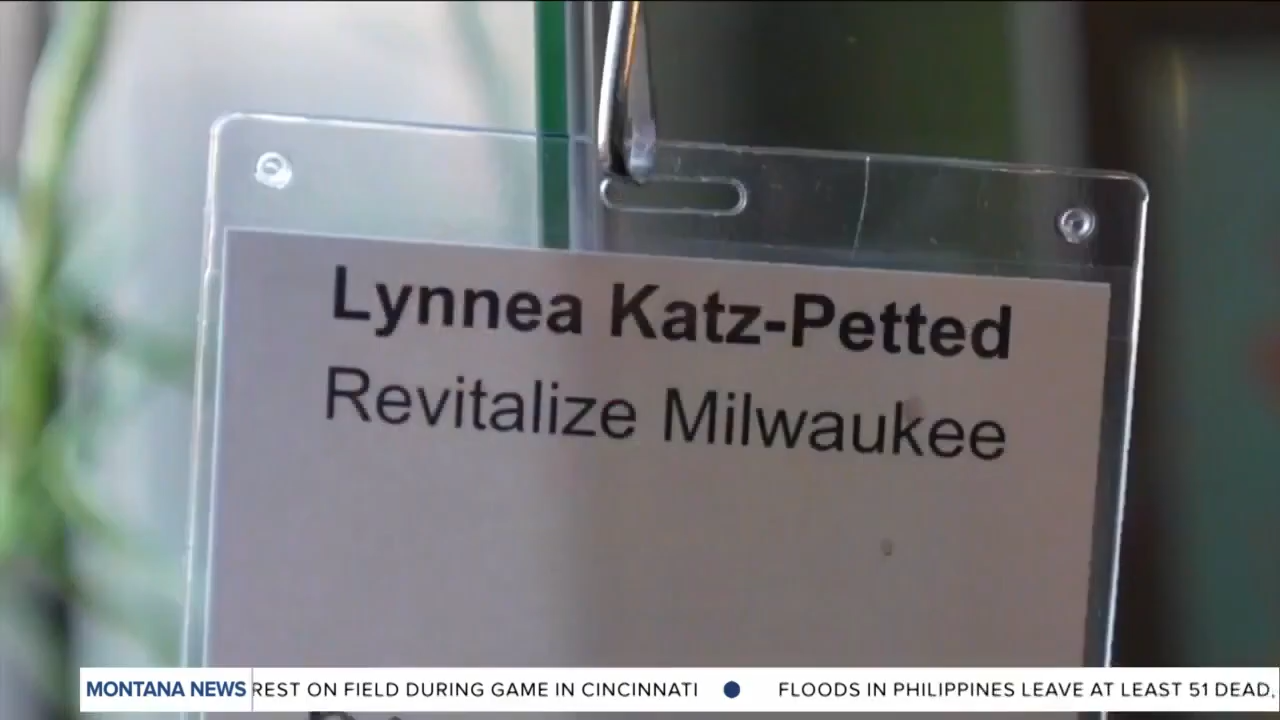 Lynnea Katz-Petted
Revitalize Milwaukee
MONTANA NEWS REST ON FIELD DURING GAME IN CINCINNATI ● FLOODS IN PHILIPPINES LEAVE AT LEAST 51 DEAD,